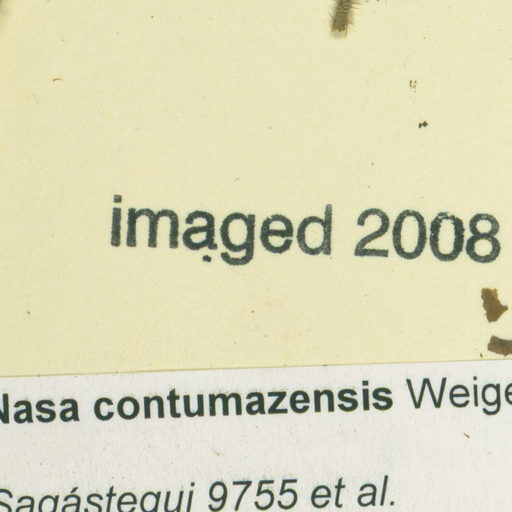 imaged 2008
Nasa contumazensis Weige
Sagástegui 9755 et al.